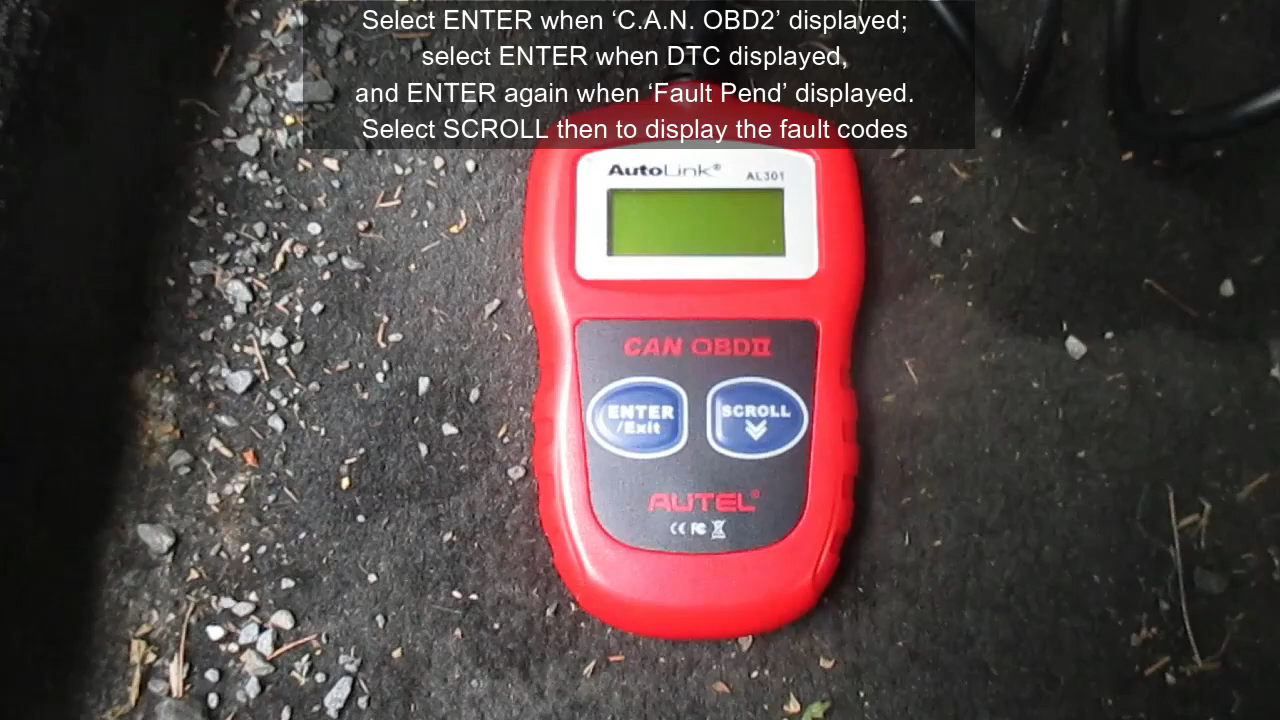 Select ENTER when ‘C.A.N. OBD2’ displayed;
select ENTER when DTC displayed,
and ENTER again when ‘Fault Pend’ displayed.
Select SCROLL then to display the fault codes
AutoLink®
AL301
CAN OBDII
ENTER
/Exit
SCROLL
AUTEL®
CE FC